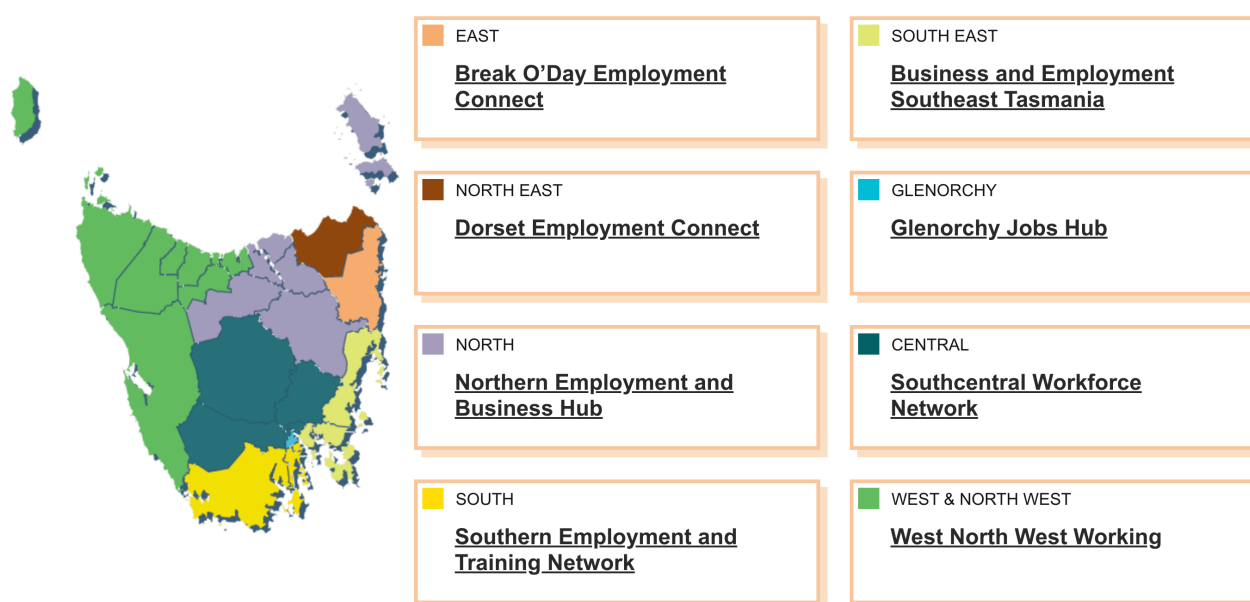 EAST
Break O’Day Employment
Connect
SOUTH EAST
Business and Employment
Southeast Tasmania
NORTH EAST
Dorset Employment Connect
GLENORCHY
Glenorchy Jobs Hub
NORTH
Northern Employment and
Business Hub
CENTRAL
Southcentral Workforce
Network
SOUTH
Southern Employment and
Training Network
WEST & NORTH WEST
West North West Working